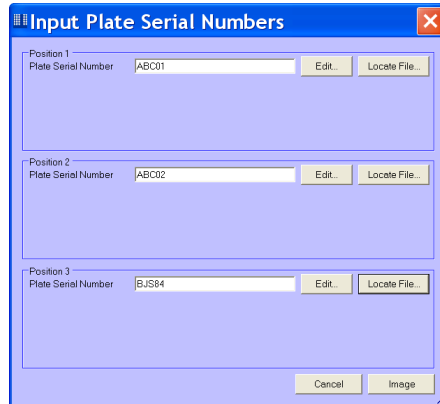 Input Plate Serial Numbers
Position 1
Plate Serial Number ABC01 Edit... Locate File...
Position 2
Plate Serial Number ABC02 Edit... Locate File...
Position 3
Plate Serial Number BJS84 Edit... Locate File...
Cancel Image